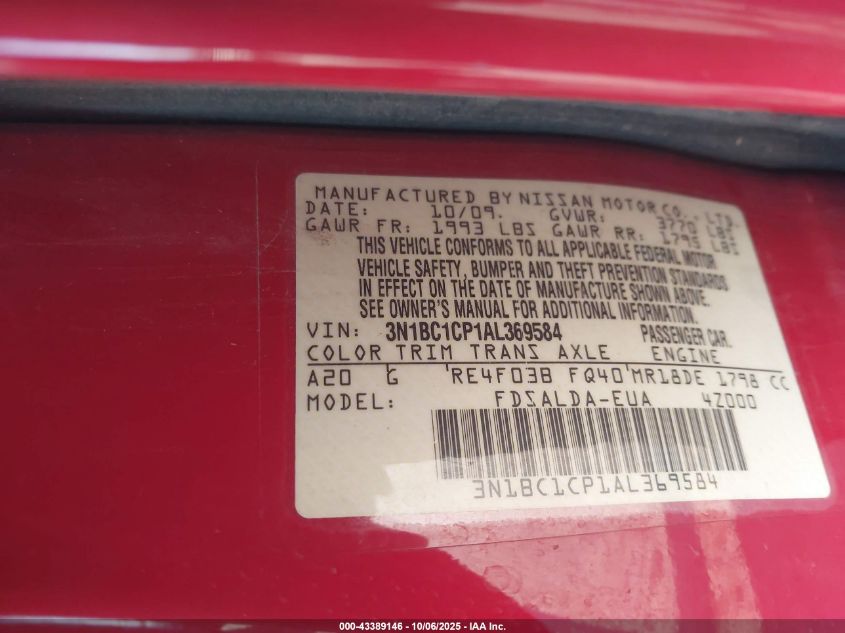 MANUFACTURED BY NISSAN MOTOR CO., LTD.
DATE: 10/09. GVWR: 3770 LBS
GAWR FR: 1993 LBS GAWR RR: 1795 LBS
THIS VEHICLE CONFORMS TO ALL APPLICABLE FEDERAL MOTOR
VEHICLE SAFETY, BUMPER AND THEFT PREVENTION STANDARDS
IN EFFECT ON THE DATE OF MANUFACTURE SHOWN ABOVE.
SEE OWNER'S MANUAL FOR ADDITIONAL INFORMATION.
VIN: 3N1BC1CP1AL369584 PASSENGER CAR.
COLOR TRIM TRANS AXLE ENGINE
A20 G RE4F03B FQ40 MR18DE 1798 CC
MODEL: FDSALDA-EUA 4Z000
3N1BC1CP1AL369584
000-43389146 - 10/06/2025 - IAA Inc.